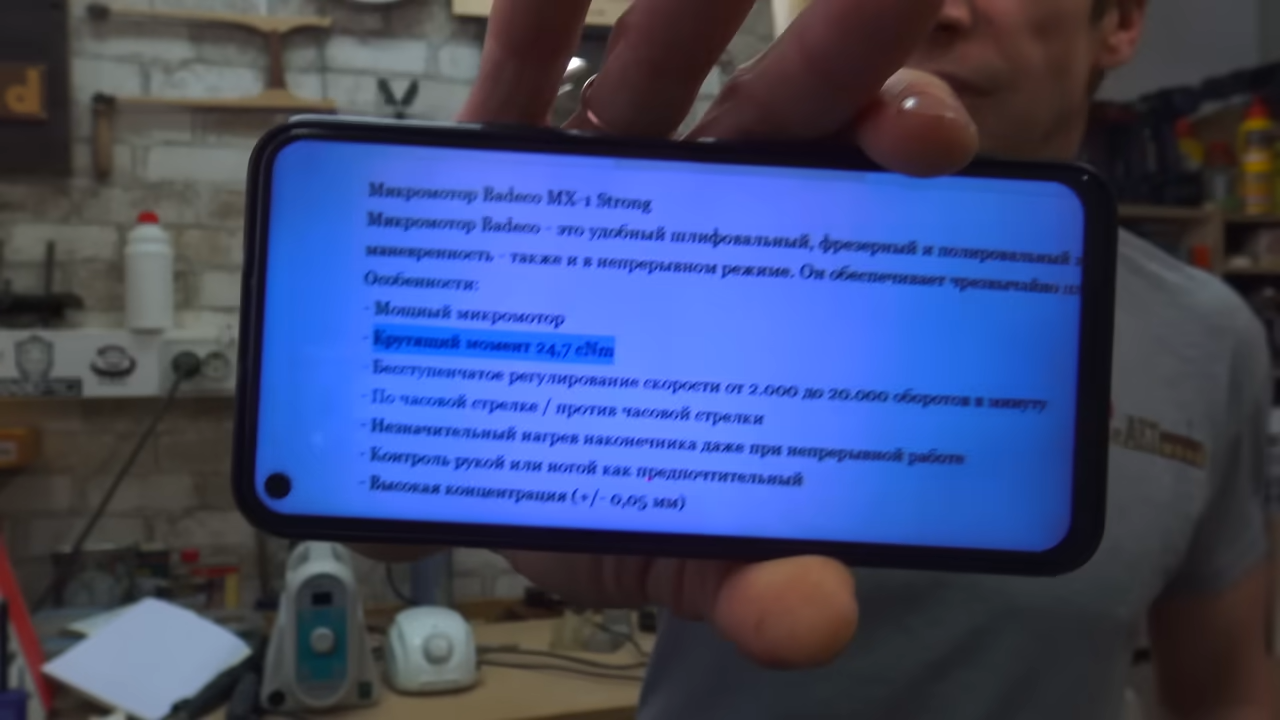 Микромотор Badeco MX-1 Strong
Микромотор Badeco - это удобный шлифовальный, фрезерный и полировальный
маневренность - также и в непрерывном режиме. Он обеспечивает чрезвычайно
Особенности:
- Мощный микромотор
- Крутящий момент 24,7 cNm
- Бесступенчатое регулирование скорости от 2.000 до 20.000 оборотов в минуту
- По часовой стрелке / против часовой стрелки
- Незначительный нагрев наконечника даже при непрерывной работе
- Контроль рукой или ногой как предпочтительный
- Высокая концентрация (+/- 0,05 мм)